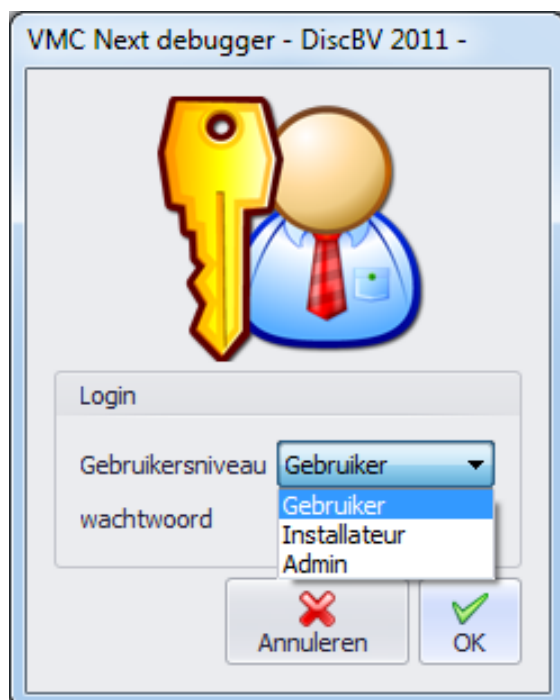 VMC Next debugger - DiscBV 2011 -
Login
Gebruikersniveau Gebruiker
wachtwoord
Gebruiker
Installateur
Admin
Annuleren OK